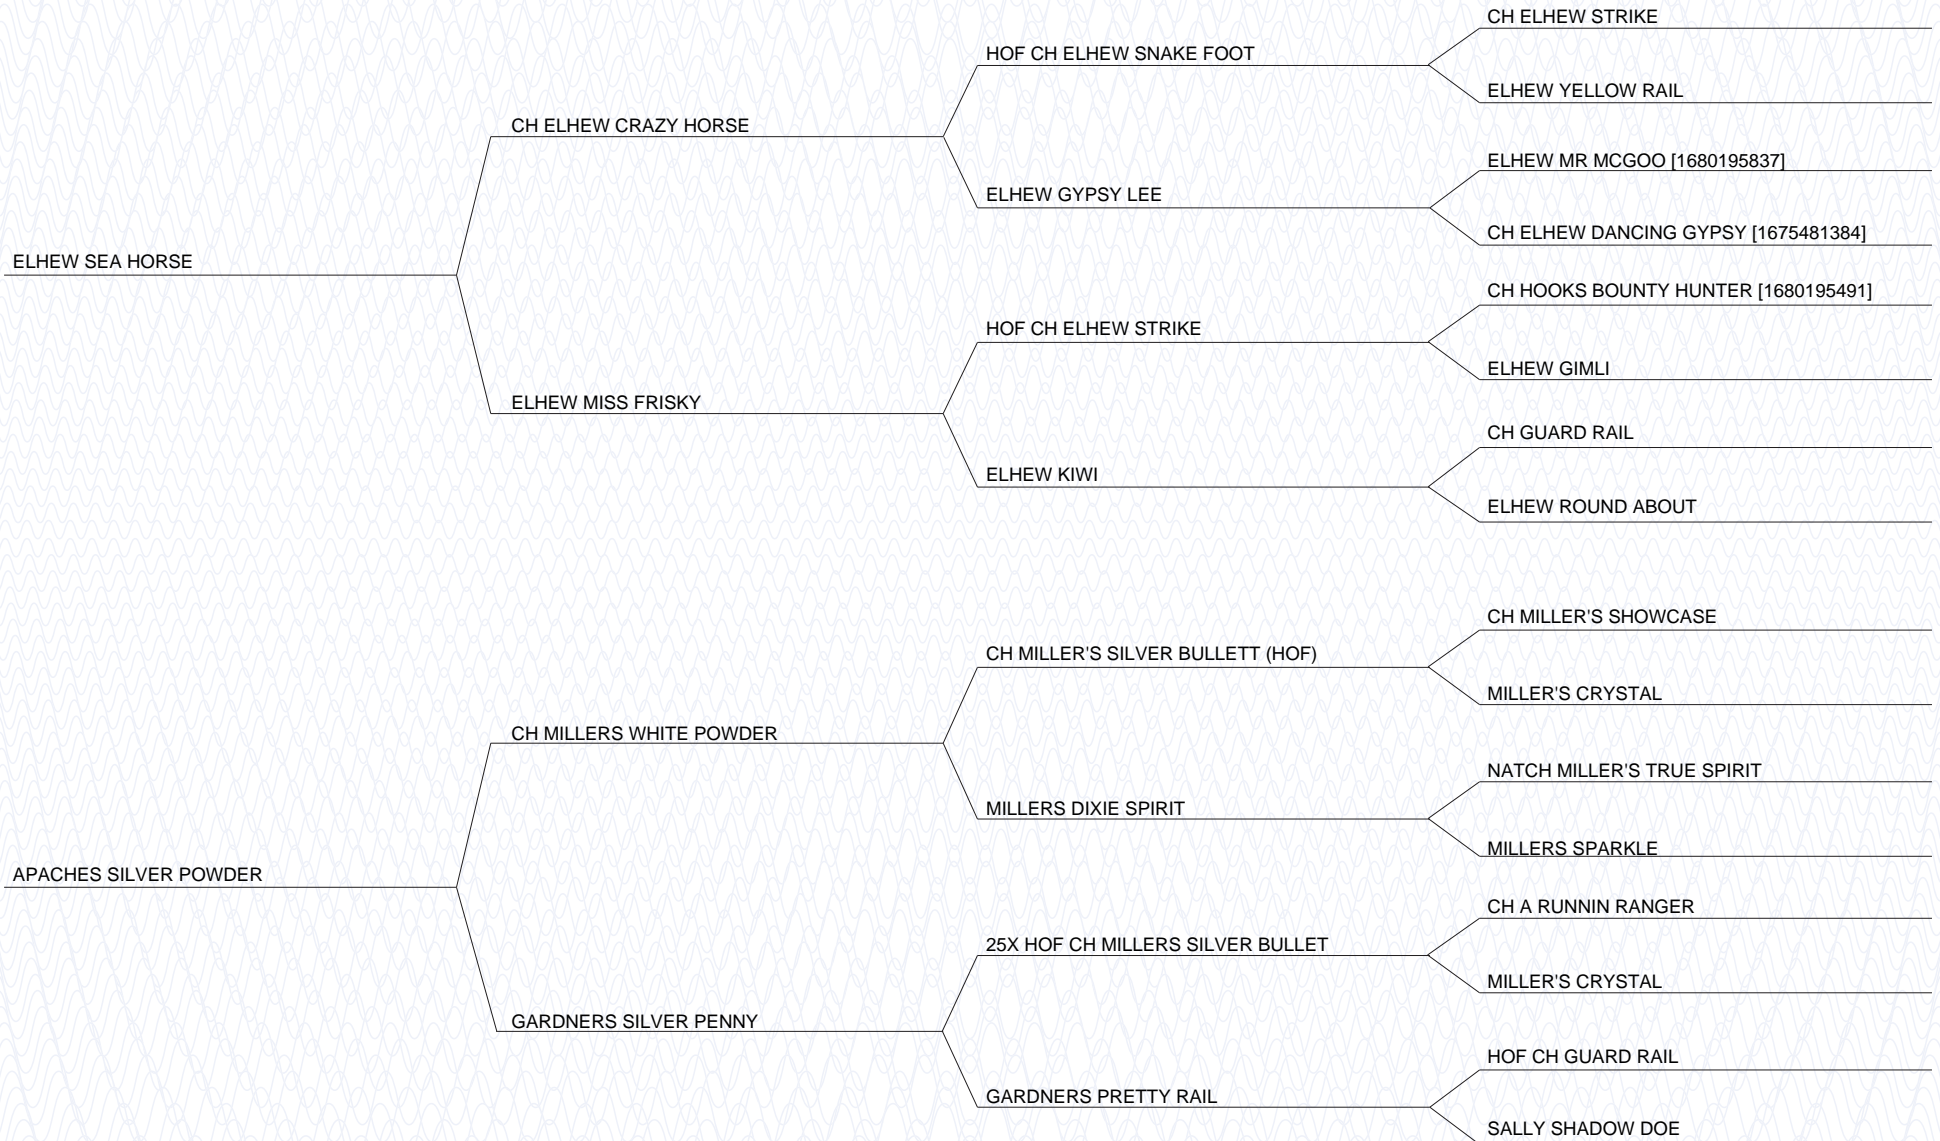 CH ELHEW STRIKE
HOF CH ELHEW SNAKE FOOT
ELHEW YELLOW RAIL
CH ELHEW CRAZY HORSE
ELHEW MR MCGOO [1680195837]
ELHEW GYPSY LEE
CH ELHEW DANCING GYPSY [1675481384]
ELHEW SEA HORSE
CH HOOKS BOUNTY HUNTER [1680195491]
HOF CH ELHEW STRIKE
ELHEW GIMLI
ELHEW MISS FRISKY
CH GUARD RAIL
ELHEW KIWI
ELHEW ROUND ABOUT
CH MILLER'S SHOWCASE
CH MILLER'S SILVER BULLETT (HOF)
MILLER'S CRYSTAL
CH MILLERS WHITE POWDER
NATCH MILLER'S TRUE SPIRIT
MILLERS DIXIE SPIRIT
MILLERS SPARKLE
APACHES SILVER POWDER
CH A RUNNIN RANGER
25X HOF CH MILLERS SILVER BULLET
MILLER'S CRYSTAL
GARDNERS SILVER PENNY
HOF CH GUARD RAIL
GARDNERS PRETTY RAIL
SALLY SHADOW DOE